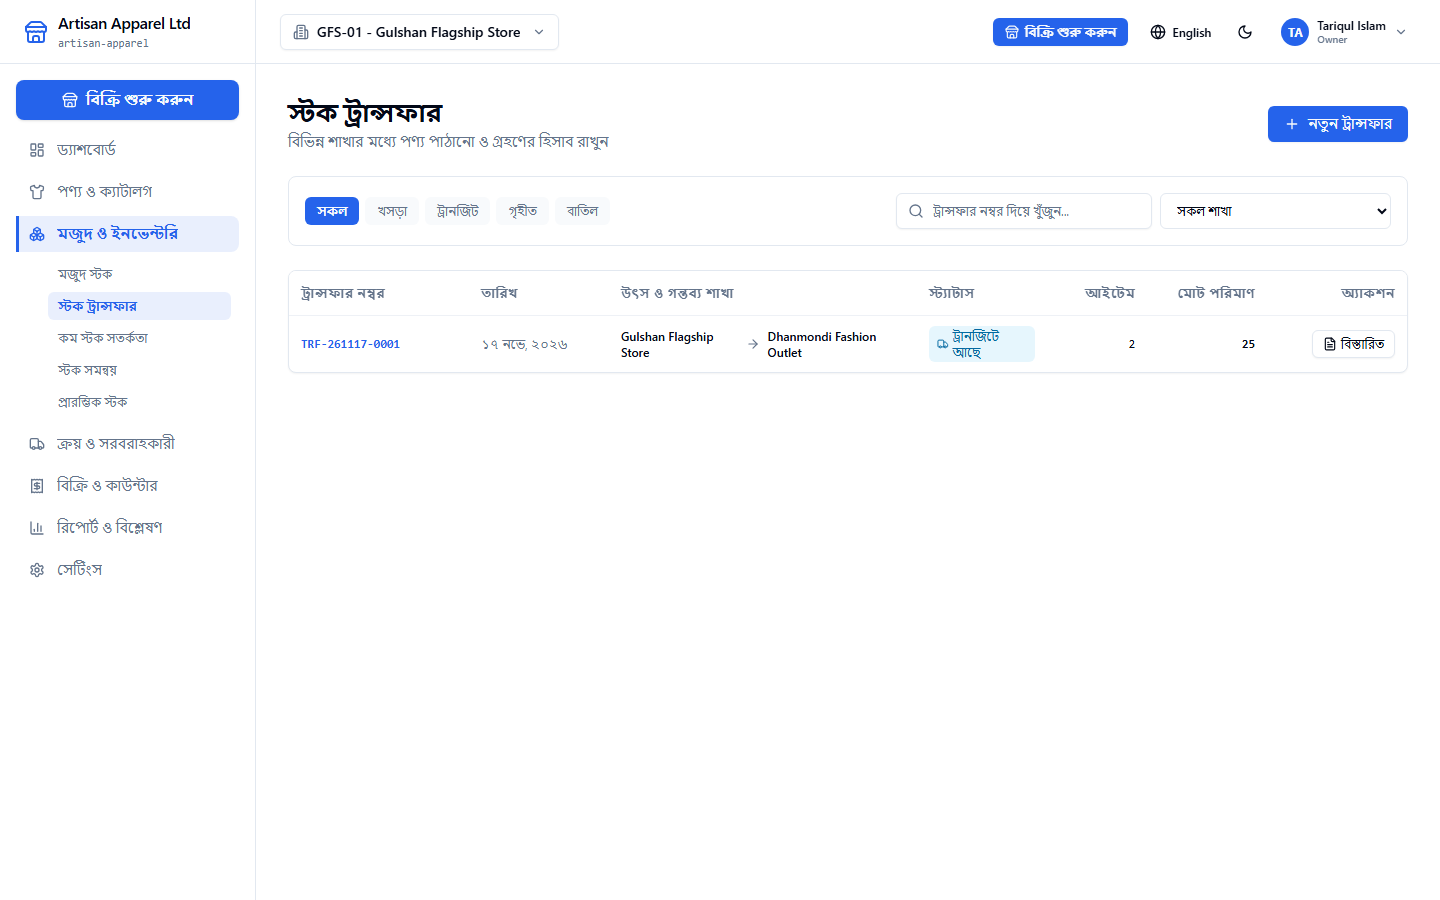 Artisan Apparel Ltd
artisan-apparel
GFS-01 - Gulshan Flagship Store
বিক্রি শুরু করুন
English
TA
Tariqul Islam
Owner
বিক্রি শুরু করুন
ড্যাশবোর্ড
পণ্য ও ক্যাটালগ
মজুদ ও ইনভেন্টরি
মজুদ স্টক
স্টক ট্রান্সফার
কম স্টক সতর্কতা
স্টক সমন্বয়
প্রারম্ভিক স্টক
ক্রয় ও সরবরাহকারী
বিক্রি ও কাউন্টার
রিপোর্ট ও বিশ্লেষণ
সেটিংস
স্টক ট্রান্সফার
বিভিন্ন শাখার মধ্যে পণ্য পাঠানো ও গ্রহণের হিসাব রাখুন
নতুন ট্রান্সফার
সকল খসড়া ট্রানজিট গৃহীত বাতিল
ট্রান্সফার নম্বর দিয়ে খুঁজুন...
সকল শাখা
ট্রান্সফার নম্বর তারিখ উৎস ও গন্তব্য শাখা স্ট্যাটাস আইটেম মোট পরিমাণ অ্যাকশন
TRF-261117-0001
১৭ নভে, ২০২৬
Gulshan Flagship
Store
Dhanmondi Fashion
Outlet
ট্রানজিটে
আছে
2
25
বিস্তারিত